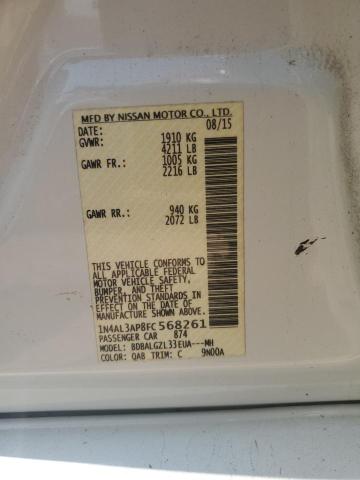 MFD BY NISSAN MOTOR CO., LTD.
DATE: 08/15
GVWR: 1910 KG
4211 LB
GAWR FR.: 1005 KG
2216 LB
GAWR RR.: 940 KG
2072 LB
THIS VEHICLE CONFORMS TO
ALL APPLICABLE FEDERAL
MOTOR VEHICLE SAFETY,
BUMPER, AND THEFT
PREVENTION STANDARDS
IN EFFECT ON THE DATE
OF MANUFACTURE SHOWN ABOVE.
1N4AL3AP8FC568261
PASSENGER CAR 874
MODEL: BDBALGZL33EUA---MH
COLOR: QAB TRIM: C 9N00A